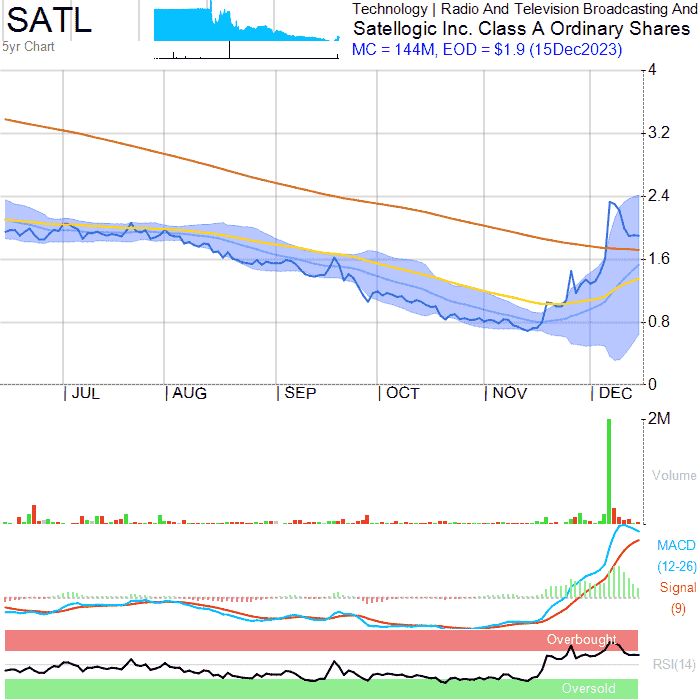 SATL
5yr Chart
Technology | Radio And Television Broadcasting And
Satellogic Inc. Class A Ordinary Shares
MC = 144M, EOD = $1.9 (15Dec2023)
4
3.2
2.4
1.6
0.8
0
JUL AUG SEP OCT NOV DEC
2M
Volume
MACD
(12-26)
Signal
(9)
Overbought
RSI(14)
Oversold